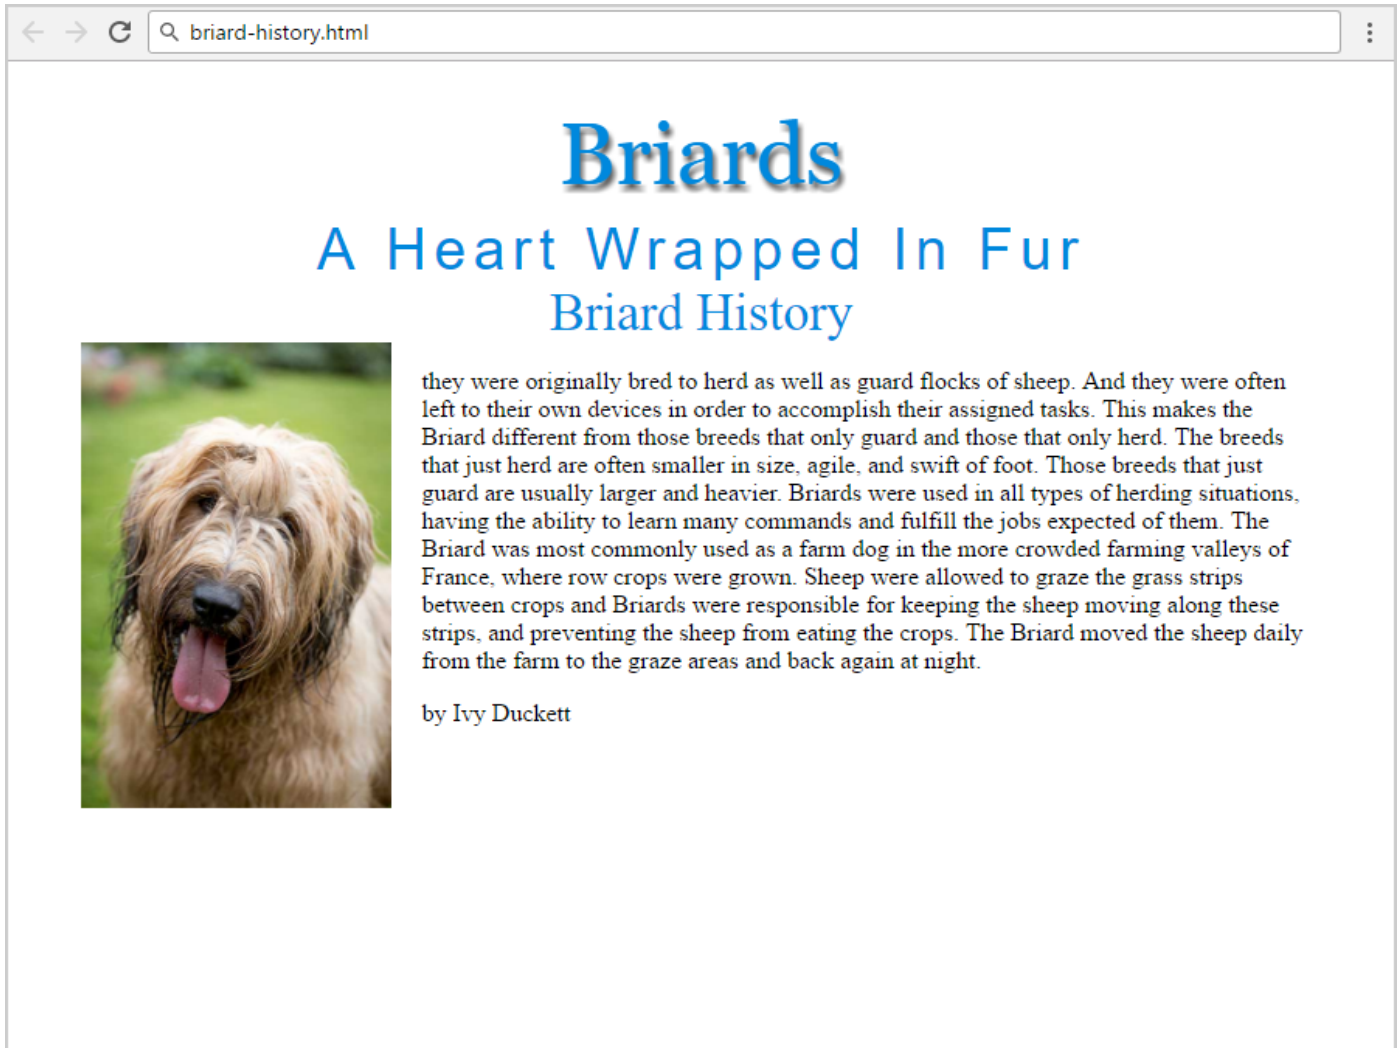 briard-history.html
Briards
A Heart Wrapped In Fur
Briard History
they were originally bred to herd as well as guard flocks of sheep. And they were often
left to their own devices in order to accomplish their assigned tasks. This makes the
Briard different from those breeds that only guard and those that only herd. The breeds
that just herd are often smaller in size, agile, and swift of foot. Those breeds that just
guard are usually larger and heavier. Briards were used in all types of herding situations,
having the ability to learn many commands and fulfill the jobs expected of them. The
Briard was most commonly used as a farm dog in the more crowded farming valleys of
France, where row crops were grown. Sheep were allowed to graze the grass strips
between crops and Briards were responsible for keeping the sheep moving along these
strips, and preventing the sheep from eating the crops. The Briard moved the sheep daily
from the farm to the graze areas and back again at night.
by Ivy Duckett